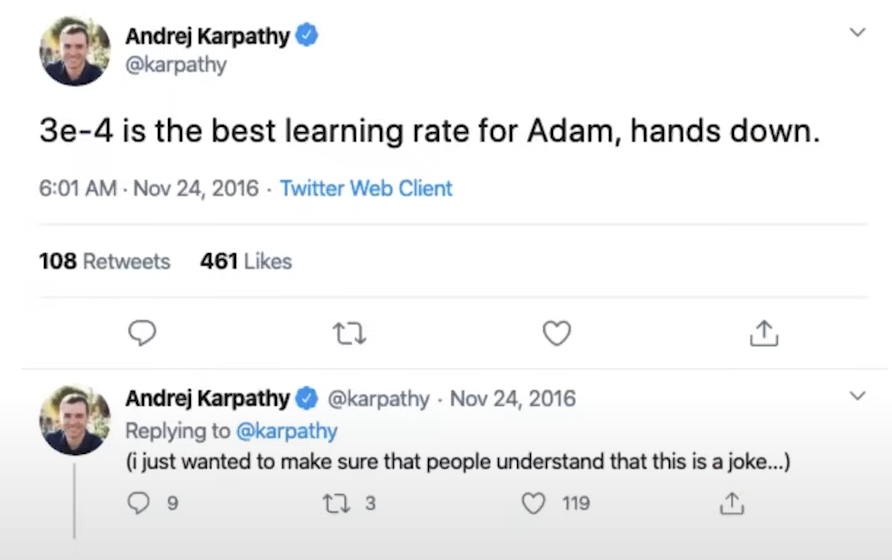 Andrej Karpathy
@karpathy
3e-4 is the best learning rate for Adam, hands down.
6:01 AM · Nov 24, 2016 · Twitter Web Client
108 Retweets 461 Likes
Andrej Karpathy @karpathy · Nov 24, 2016
Replying to @karpathy
(i just wanted to make sure that people understand that this is a joke...)
9 3 119